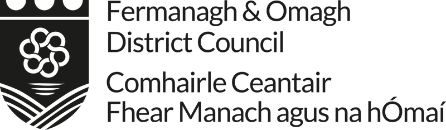 Fermanagh & Omagh
District Council
Comhairle Ceantair
Fhear Manach agus na hÓmaí